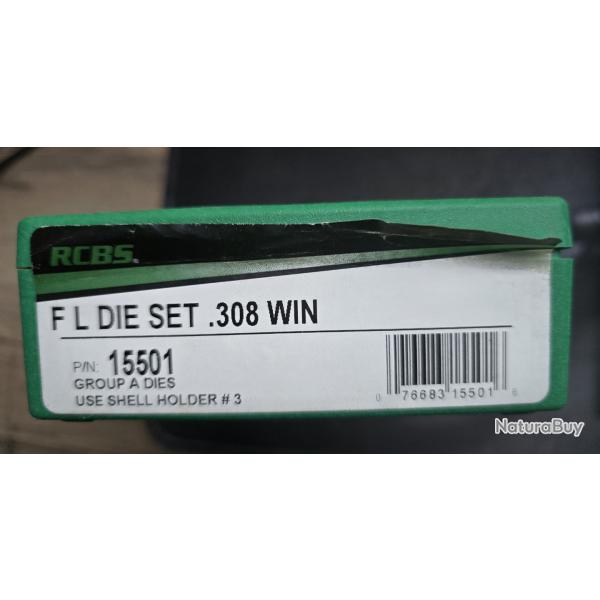 RCBS.
F L DIE SET .308 WIN
P/N: 15501
GROUP A DIES
USE SHELL HOLDER # 3
0 76683 15501 6
NaturaBuy